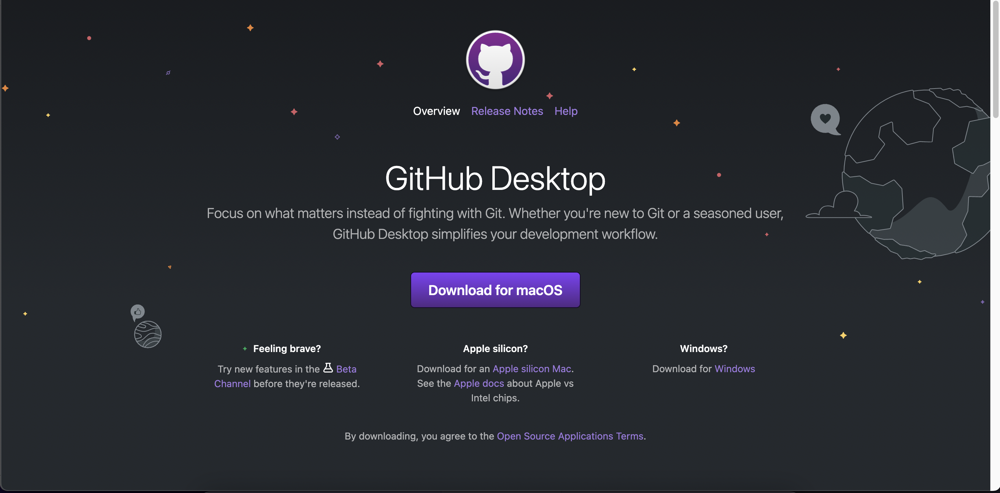 Overview Release Notes Help
GitHub Desktop
Focus on what matters instead of fighting with Git. Whether you're new to Git or a seasoned user,
GitHub Desktop simplifies your development workflow.
Download for macOS
Feeling brave?
Try new features in the Beta
Channel before they're released.
Apple silicon?
Download for an Apple silicon Mac.
See the Apple docs about Apple vs
Intel chips.
Windows?
Download for Windows
By downloading, you agree to the Open Source Applications Terms.